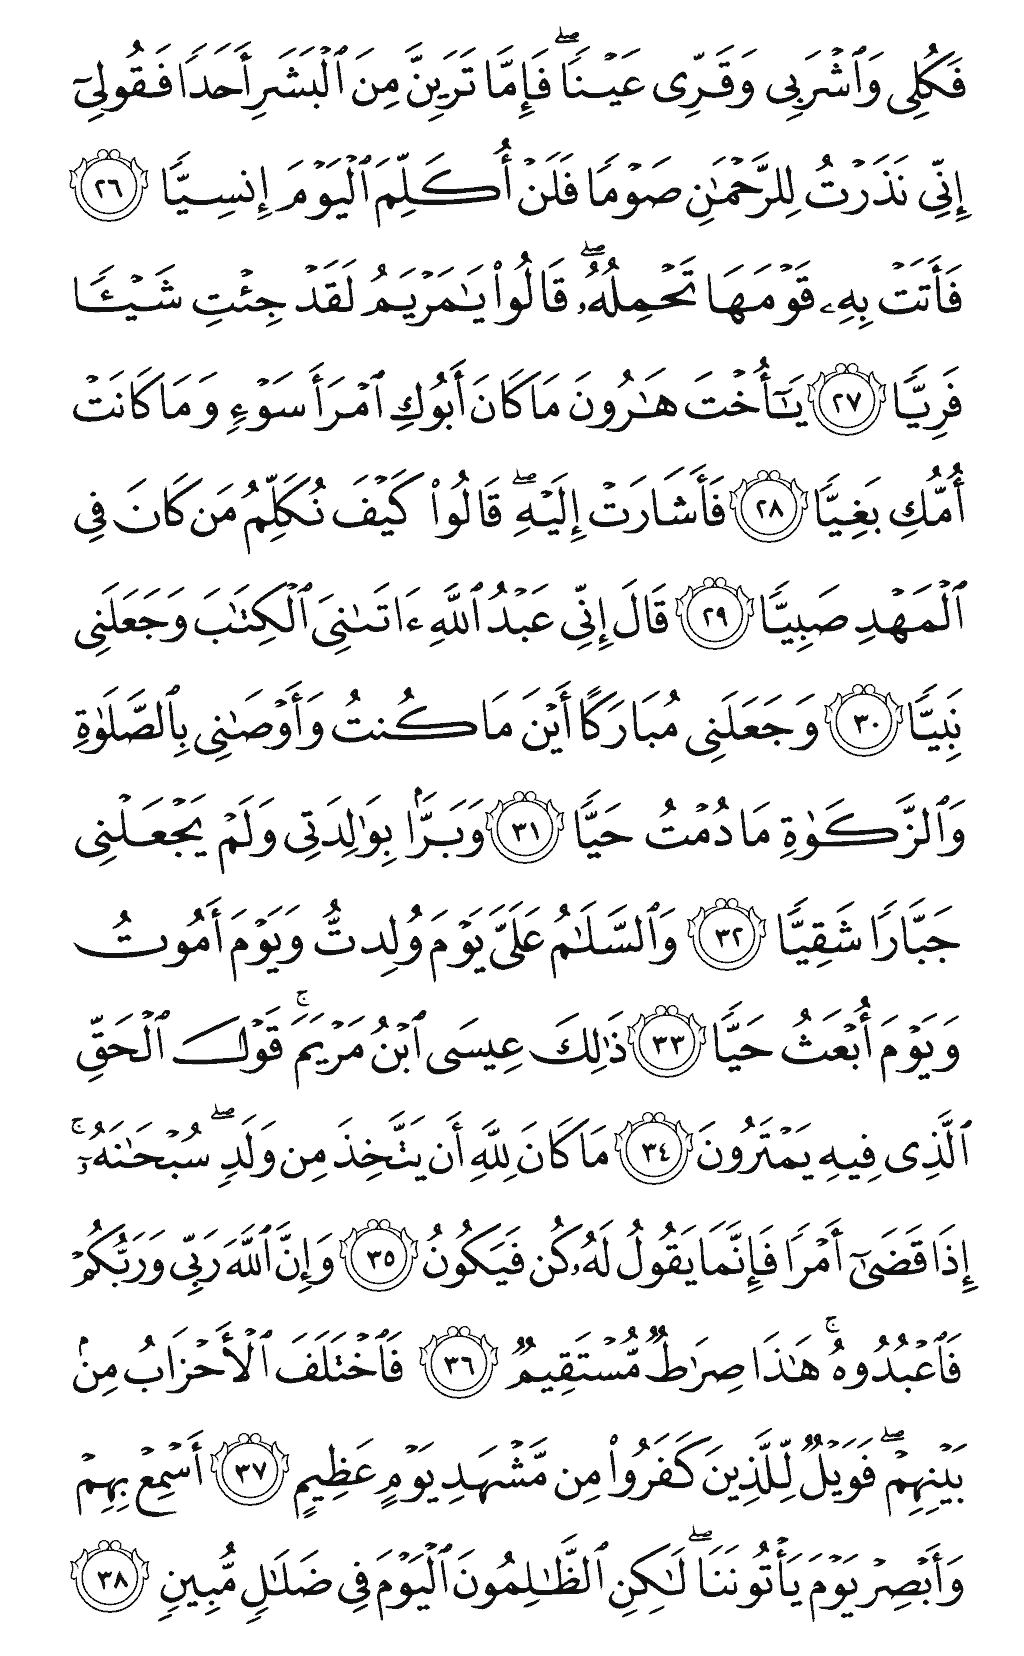 فَكُلِى وَٱشْرَبِى وَقَرِّى عَيْنًا ۖ فَإِمَّا تَرَيِنَّ مِنَ ٱلْبَشَرِ أَحَدًا فَقُولِىٓ
إِنِّى نَذَرْتُ لِلرَّحْمَٰنِ صَوْمًا فَلَنْ أُكَلِّمَ ٱلْيَوْمَ إِنسِيًّا ٢٦
فَأَتَتْ بِهِۦ قَوْمَهَا تَحْمِلُهُۥ ۖ قَالُوا۟ يَٰمَرْيَمُ لَقَدْ جِئْتِ شَيْـًٔا
فَرِيًّا ٢٧ يَٰٓأُخْتَ هَٰرُونَ مَا كَانَ أَبُوكِ ٱمْرَأَ سَوْءٍ وَمَا كَانَتْ
أُمُّكِ بَغِيًّا ٢٨ فَأَشَارَتْ إِلَيْهِ ۖ قَالُوا۟ كَيْفَ نُكَلِّمُ مَن كَانَ فِى
ٱلْمَهْدِ صَبِيًّا ٢٩ قَالَ إِنِّى عَبْدُ ٱللَّهِ ءَاتَىٰنِىَ ٱلْكِتَٰبَ وَجَعَلَنِى
نَبِيًّا ٣٠ وَجَعَلَنِى مُبَارَكًا أَيْنَ مَا كُنتُ وَأَوْصَٰنِى بِٱلصَّلَوٰةِ
وَٱلزَّكَوٰةِ مَا دُمْتُ حَيًّا ٣١ وَبَرًّۢا بِوَٰلِدَتِى وَلَمْ يَجْعَلْنِى
جَبَّارًا شَقِيًّا ٣٢ وَٱلسَّلَٰمُ عَلَىَّ يَوْمَ وُلِدتُّ وَيَوْمَ أَمُوتُ
وَيَوْمَ أُبْعَثُ حَيًّا ٣٣ ذَٰلِكَ عِيسَى ٱبْنُ مَرْيَمَ ۚ قَوْلَ ٱلْحَقِّ
ٱلَّذِى فِيهِ يَمْتَرُونَ ٣٤ مَا كَانَ لِلَّهِ أَن يَتَّخِذَ مِن وَلَدٍ ۖ سُبْحَٰنَهُۥٓ ۚ
إِذَا قَضَىٰٓ أَمْرًا فَإِنَّمَا يَقُولُ لَهُۥ كُن فَيَكُونُ ٣٥ وَإِنَّ ٱللَّهَ رَبِّى وَرَبُّكُمْ
فَٱعْبُدُوهُ ۚ هَٰذَا صِرَٰطٌ مُّسْتَقِيمٌ ٣٦ فَٱخْتَلَفَ ٱلْأَحْزَابُ مِنۢ
بَيْنِهِمْ ۖ فَوَيْلٌ لِّلَّذِينَ كَفَرُوا۟ مِن مَّشْهَدِ يَوْمٍ عَظِيمٍ ٣٧ أَسْمِعْ بِهِمْ
وَأَبْصِرْ يَوْمَ يَأْتُونَنَا ۖ لَٰكِنِ ٱلظَّٰلِمُونَ ٱلْيَوْمَ فِى ضَلَٰلٍ مُّبِينٍ ٣٨